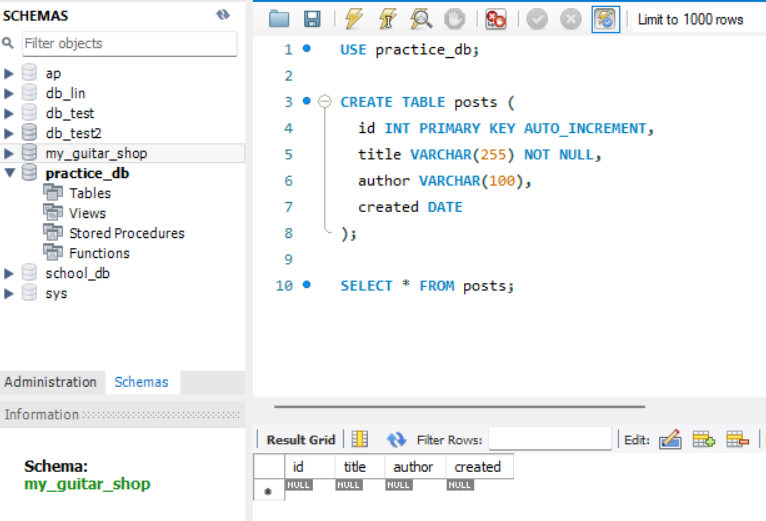 SCHEMAS
Filter objects
ap
db_lin
db_test
db_test2
my_guitar_shop
practice_db
Tables
Views
Stored Procedures
Functions
school_db
sys
Administration Schemas
Information
Schema:
my_guitar_shop
Limit to 1000 rows
1 USE practice_db;
2
3 CREATE TABLE posts (
4 id INT PRIMARY KEY AUTO_INCREMENT,
5 title VARCHAR(255) NOT NULL,
6 author VARCHAR(100),
7 created DATE
8 );
9
10 SELECT * FROM posts;
Result Grid Filter Rows: Edit:
id title author created
* NULL NULL NULL NULL